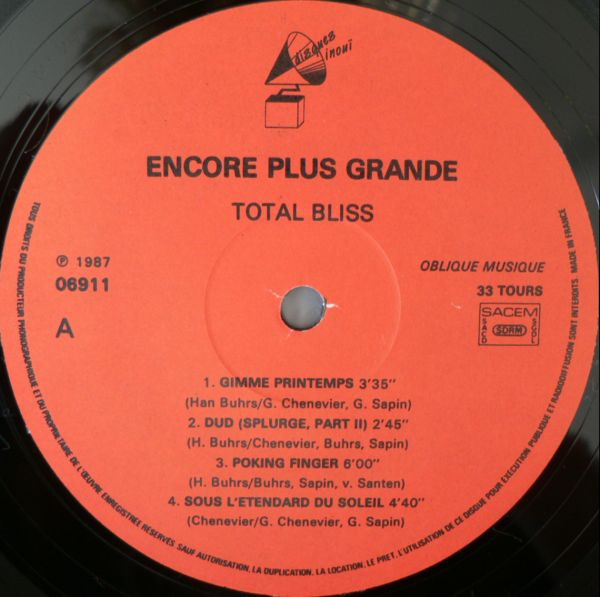 disques
inouï
ENCORE PLUS GRANDE
TOTAL BLISS
℗ 1987
06911
A
OBLIQUE MUSIQUE
33 TOURS
SACEM
SACD
SDRM
SGDL
1. GIMME PRINTEMPS 3'35"
(Han Buhrs/G. Chenevier, G. Sapin)
2. DUD (SPLURGE, PART II) 2'45"
(H. Buhrs/Chenevier, Buhrs, Sapin)
3. POKING FINGER 6'00"
(H. Buhrs/Buhrs, Sapin, v. Santen)
4. SOUS L'ETENDARD DU SOLEIL 4'40"
(Chenevier/G. Chenevier, G. Sapin)
TOUS DROITS DU PRODUCTEUR PHONOGRAPHIQUE ET DU PROPRIETAIRE DE L'ŒUVRE ENREGISTREE RESERVES. SAUF AUTORISATION, LA DUPLICATION, LA LOCATION, LE PRET, L'UTILISATION DE CE DISQUE POUR EXECUTION PUBLIQUE ET RADIODIFFUSION SONT INTERDITS. MADE IN FRANCE